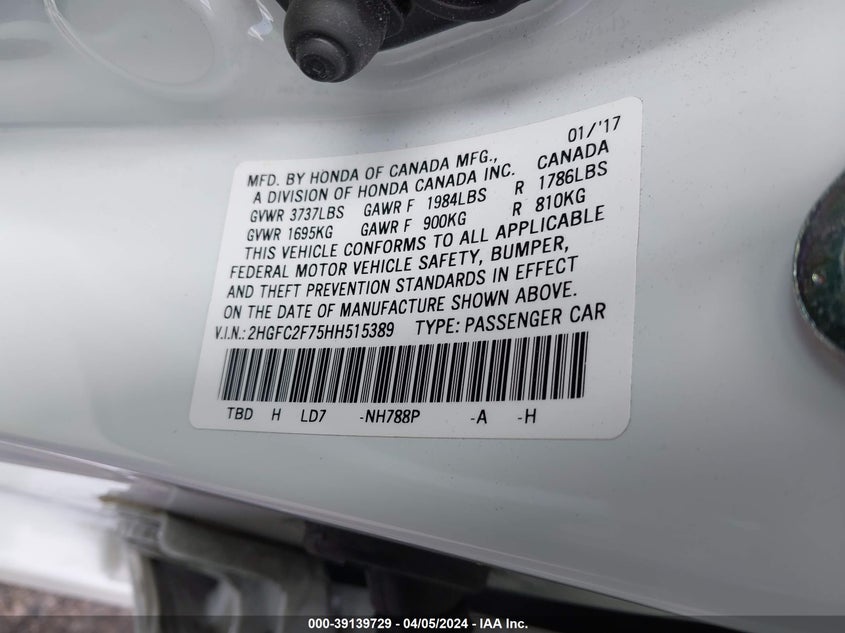 01/'17
MFD. BY HONDA OF CANADA MFG.,
A DIVISION OF HONDA CANADA INC. CANADA
GVWR 3737LBS GAWR F 1984LBS R 1786LBS
GVWR 1695KG GAWR F 900KG R 810KG
THIS VEHICLE CONFORMS TO ALL APPLICABLE
FEDERAL MOTOR VEHICLE SAFETY, BUMPER,
AND THEFT PREVENTION STANDARDS IN EFFECT
ON THE DATE OF MANUFACTURE SHOWN ABOVE.
V.I.N.: 2HGFC2F75HH515389 TYPE: PASSENGER CAR
TBD H LD7 -NH788P -A -H
000-39139729 - 04/05/2024 - IAA Inc.